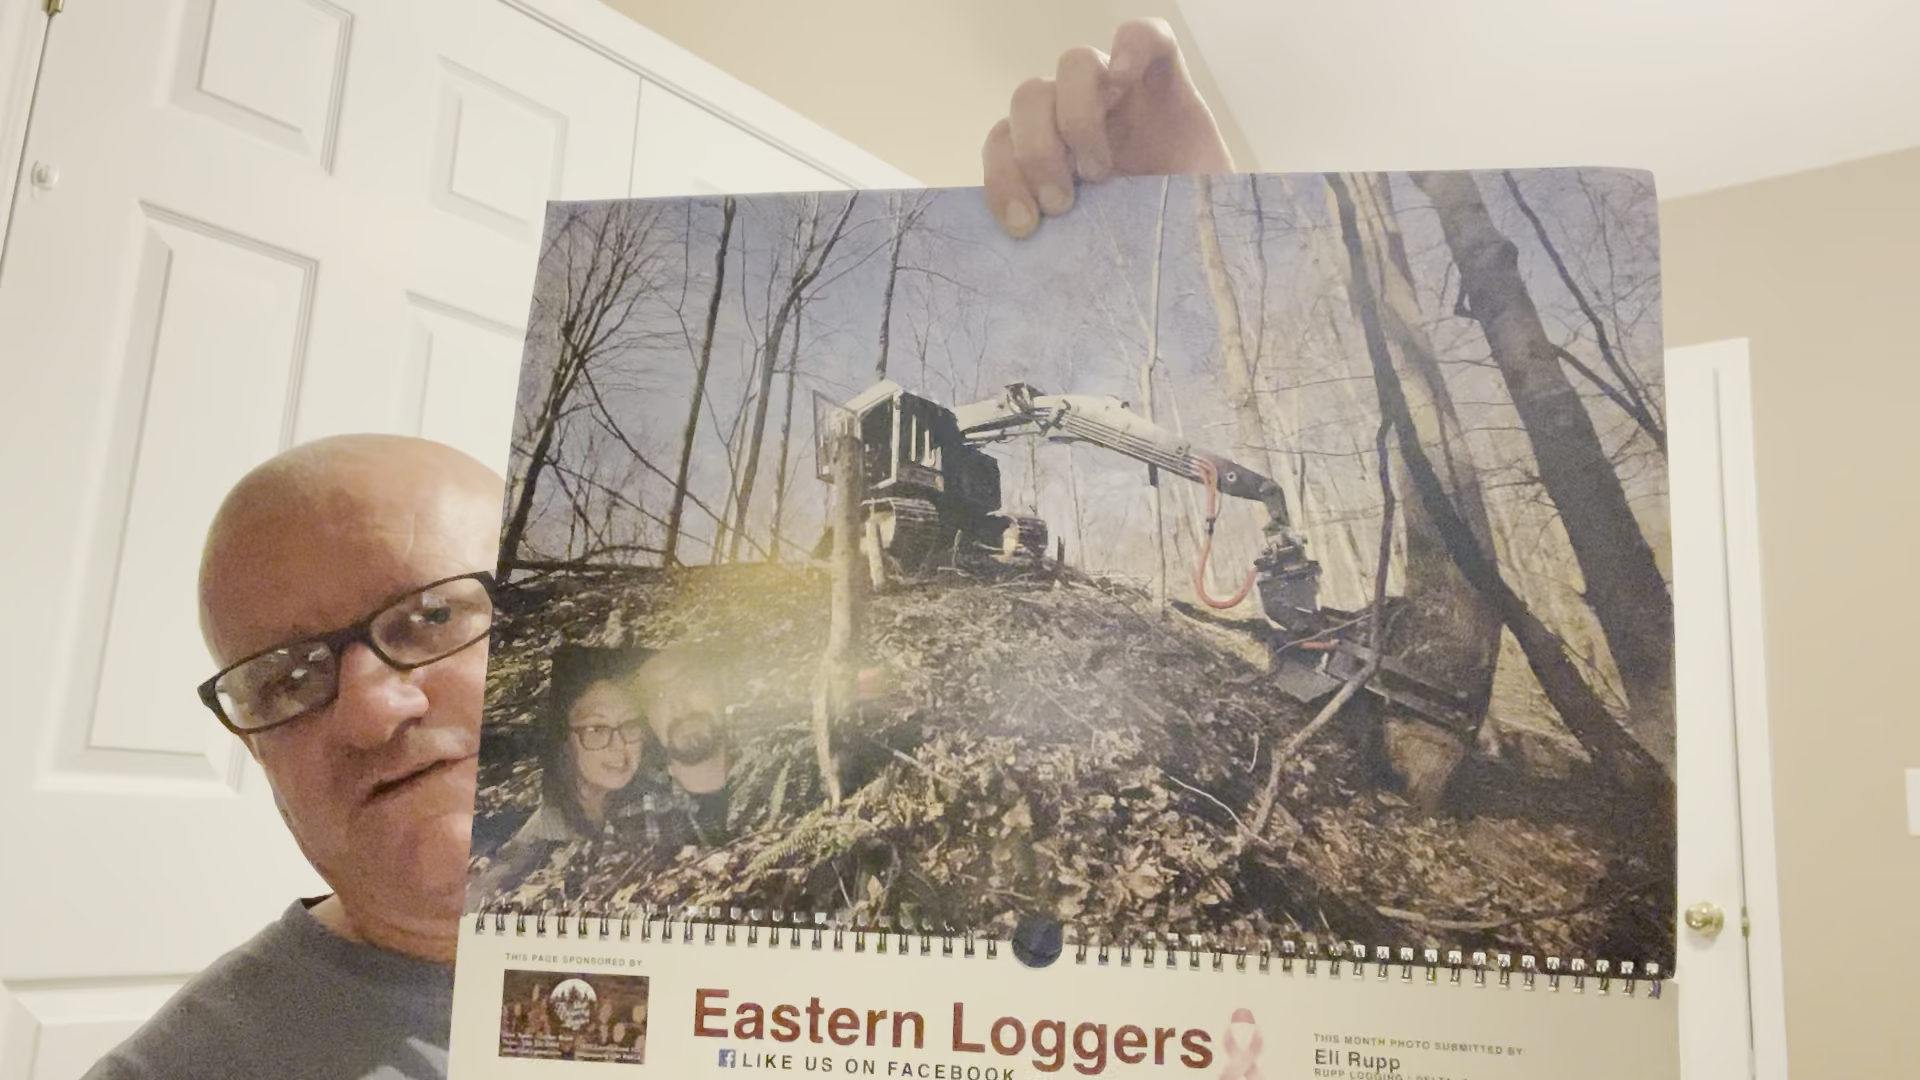 THIS PAGE SPONSORED BY
Eastern Loggers
LIKE US ON FACEBOOK
THIS MONTH PHOTO SUBMITTED BY:
Eli Rupp
RUPP LOGGING